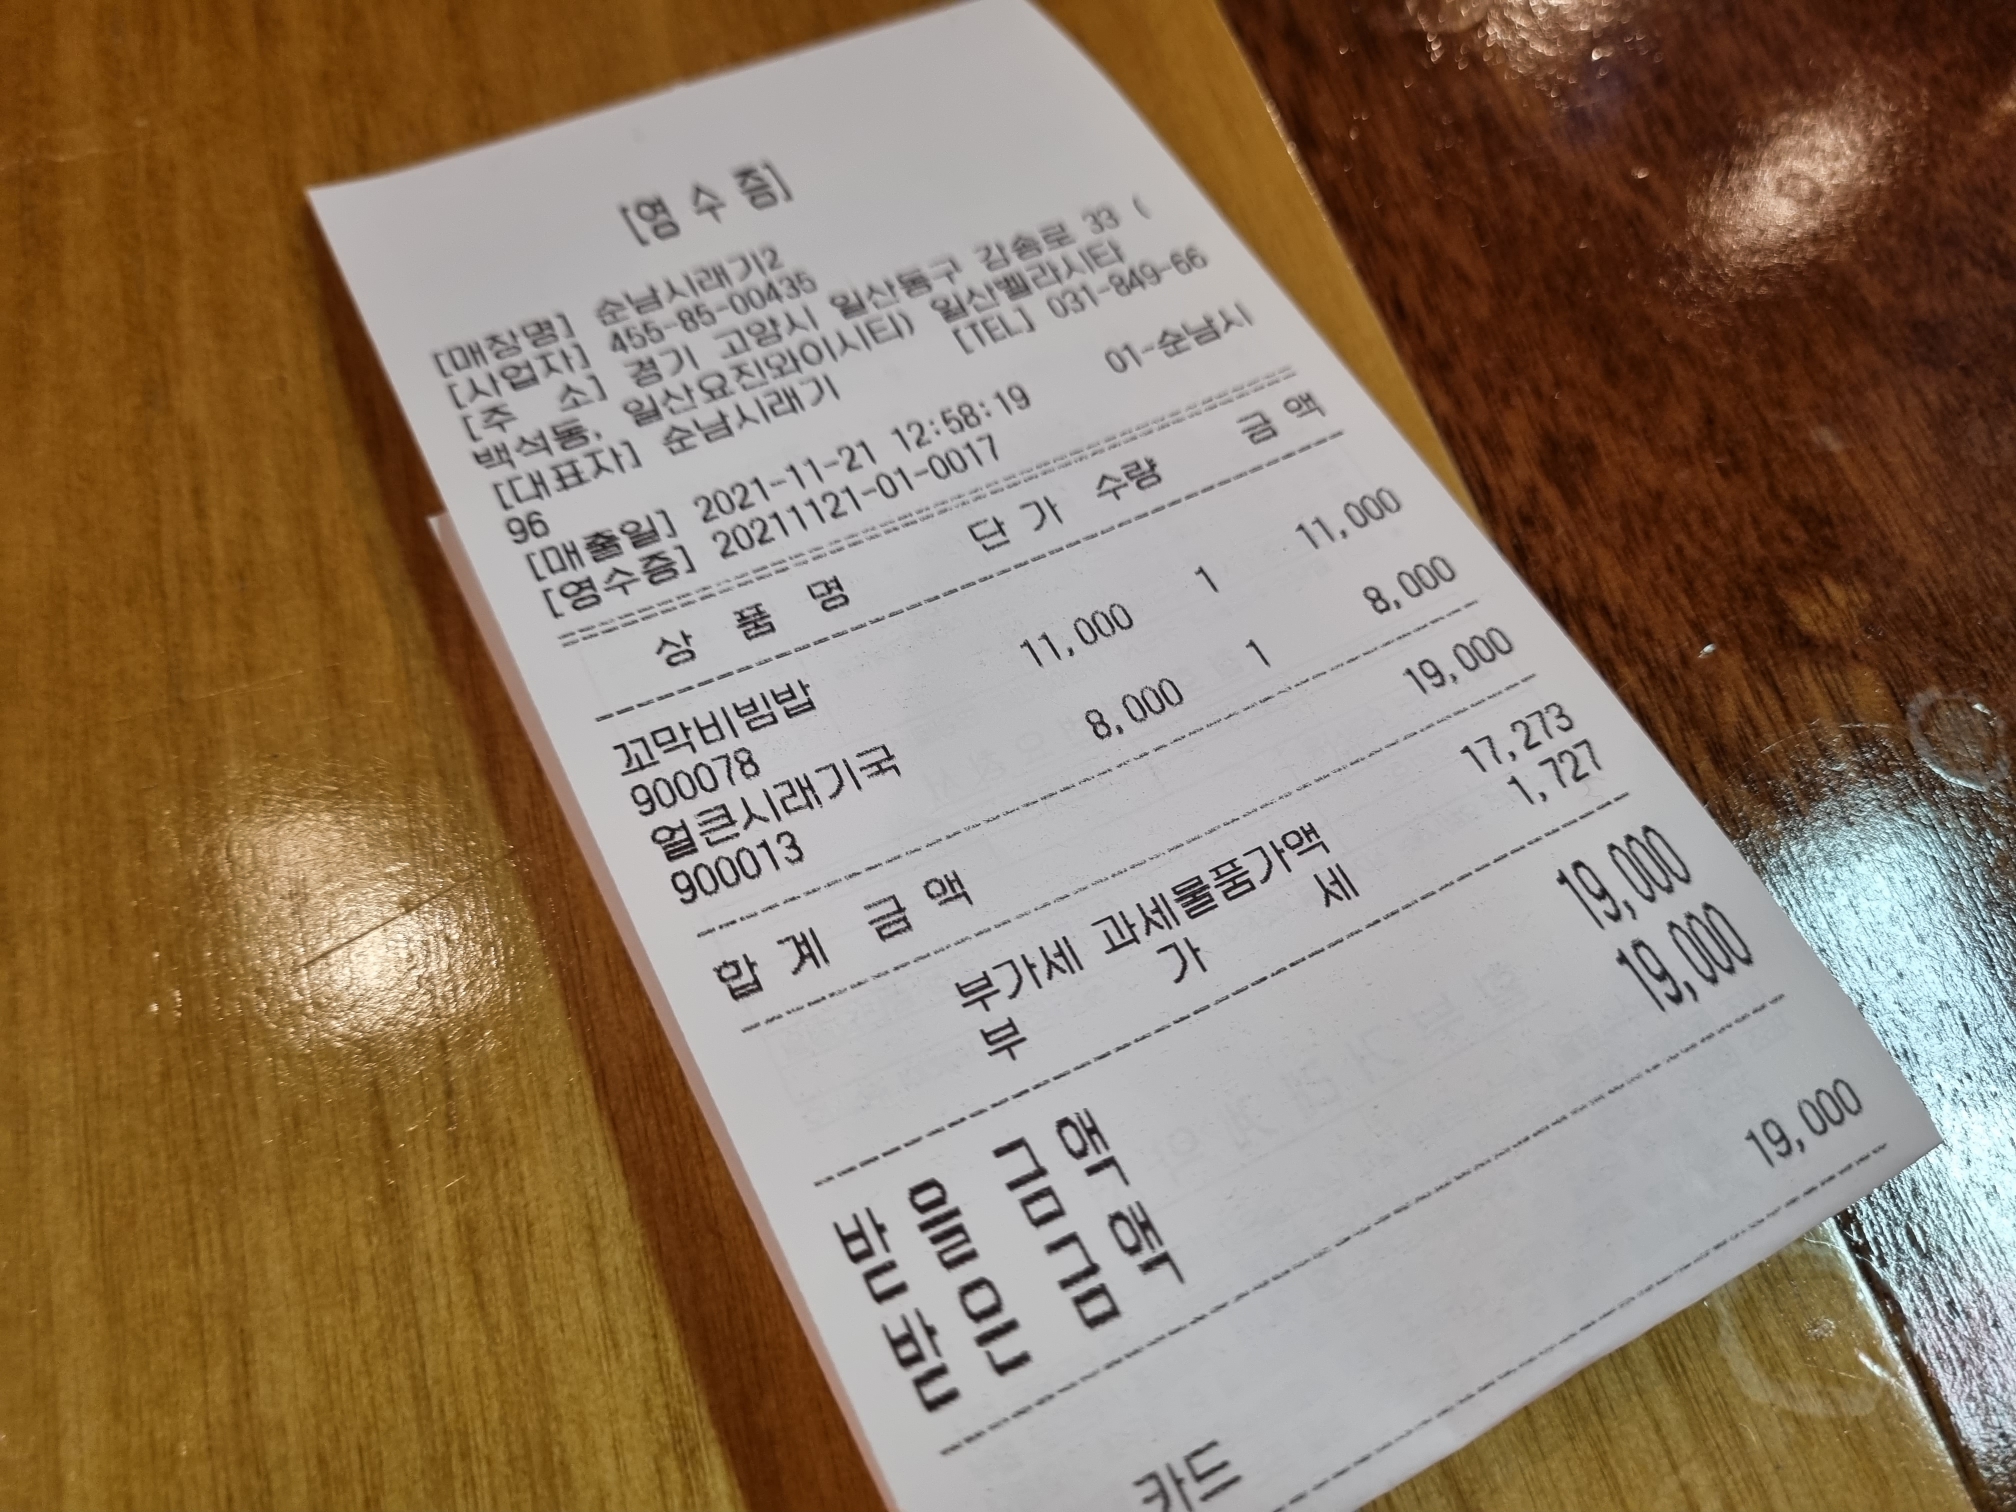 [영 수 증]
[매장명] 순남시래기2
[사업자] 455-85-00435
[주 소] 경기 고양시 일산동구 강송로 33 (
백석동, 일산요진와이시티) 일산벨라시타
[대표자] 순남시래기 [TEL] 031-849-66
96
[매출일] 2021-11-21 12:58:19 01-순남시
[영수증] 20211121-01-0017
상 품 명 단 가 수량 금 액
꼬막비빔밥 11,000 1 11,000
900078
얼큰시래기국 8,000 1 8,000
900013
합 계 금 액 19,000
부가세 과세물품가액 17,273
부 가 세 1,727
받 을 금 액 19,000
받 은 금 액 19,000
카드 19,000